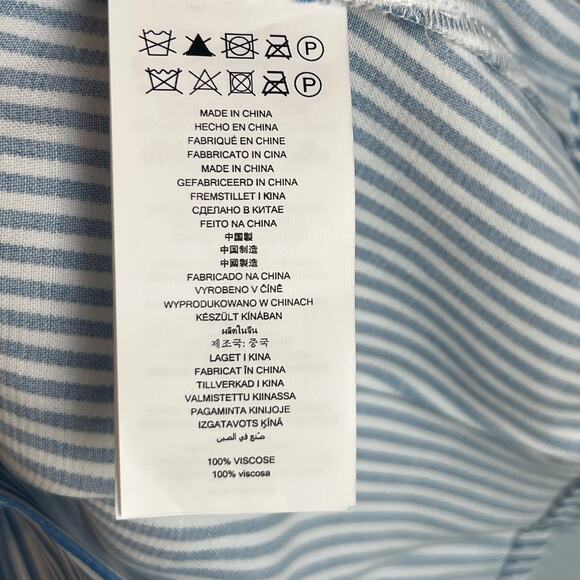 P
P
MADE IN CHINA
HECHO EN CHINA
FABRIQUÉ EN CHINE
FABBRICATO IN CINA
MADE IN CHINA
GEFABRICEERD IN CHINA
FREMSTILLET I KINA
СДЕЛАНО В КИТАЕ
FEITO NA CHINA
中国製
中国制造
中國製造
FABRICADO NA CHINA
VYROBENO V ČÍNĚ
WYPRODUKOWANO W CHINACH
KÉSZÜLT KÍNÁBAN
ผลิตในจีน
제조국: 중국
LAGET I KINA
FABRICAT ÎN CHINA
TILLVERKAD I KINA
VALMISTETTU KIINASSA
PAGAMINTA KINIJOJE
IZGATAVOTS ĶĪNĀ
صنع في الصين
100% VISCOSE
100% viscosa